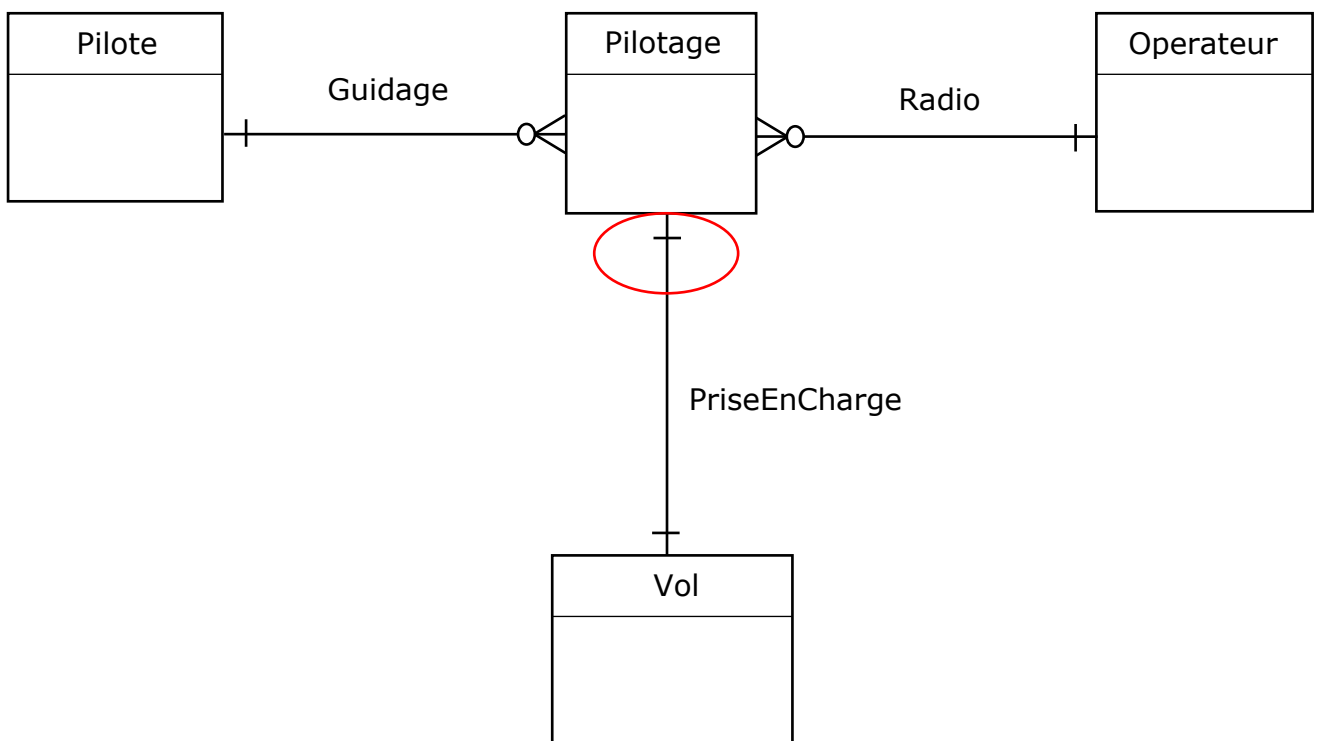 Pilote
Pilotage
Operateur
Guidage
Radio
PriseEnCharge
Vol